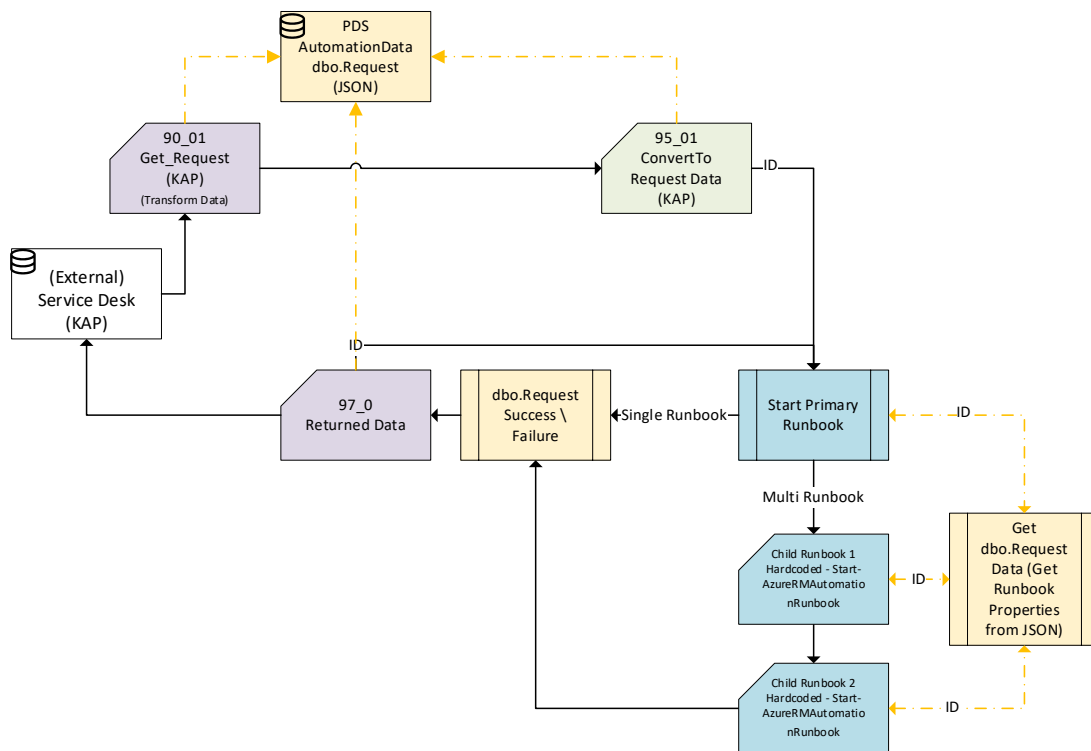 PDS
AutomationData
dbo.Request
(JSON)
90_01
Get_Request
(KAP)
(Transform Data)
95_01
ConvertTo
Request Data
(KAP)
ID
(External)
Service Desk
(KAP)
ID
97_0
Returned Data
dbo.Request
Success \
Failure
Single Runbook
Start Primary
Runbook
ID
Multi Runbook
Child Runbook 1
Hardcoded - Start-
AzureRMAutomatio
nRunbook
ID
Get
dbo.Request
Data (Get
Runbook
Properties
from JSON)
Child Runbook 2
Hardcoded - Start-
AzureRMAutomatio
nRunbook
ID